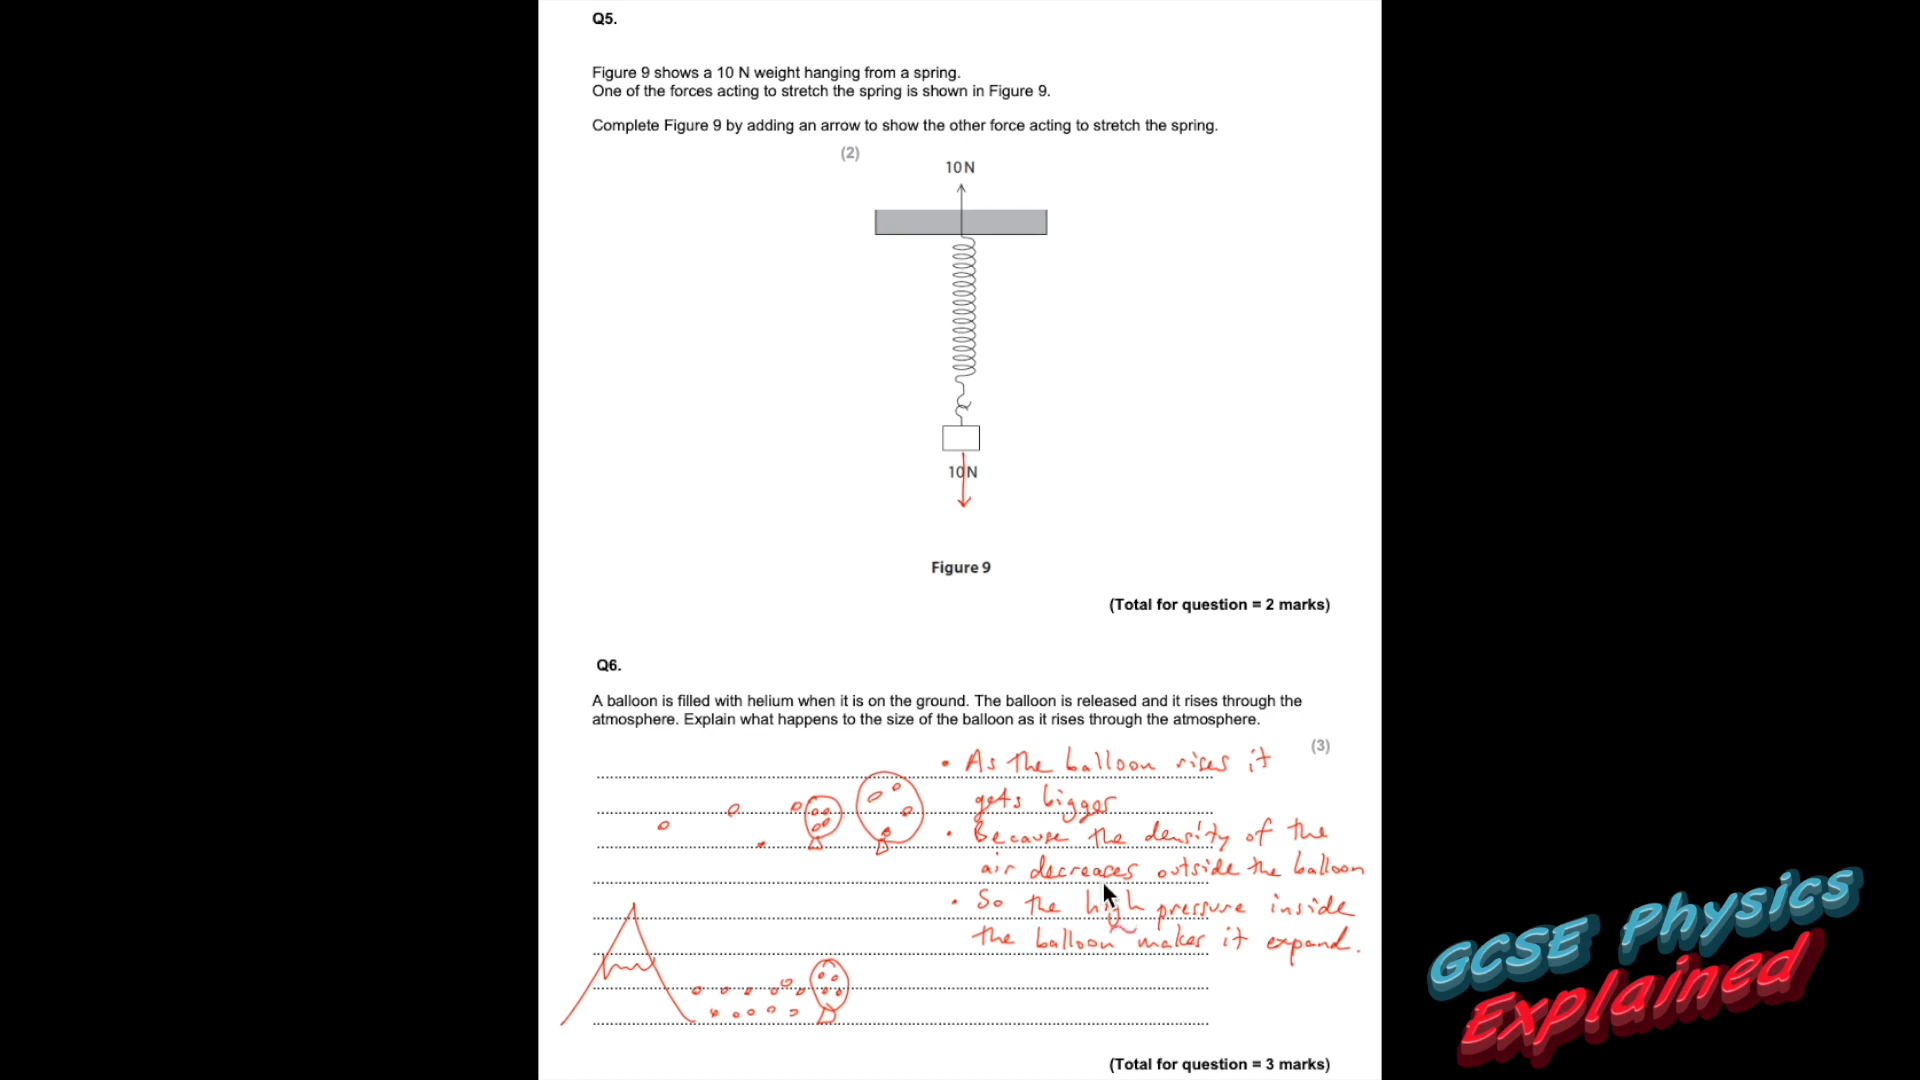 Q5.
Figure 9 shows a 10 N weight hanging from a spring.
One of the forces acting to stretch the spring is shown in Figure 9.
Complete Figure 9 by adding an arrow to show the other force acting to stretch the spring.
(2)
10 N
10 N
Figure 9
(Total for question = 2 marks)
Q6.
A balloon is filled with helium when it is on the ground. The balloon is released and it rises through the
atmosphere. Explain what happens to the size of the balloon as it rises through the atmosphere.
(3)
• As the balloon rises it
gets bigger
• Because the density of the
air decreaces outside the balloon
• So the high pressure inside
the balloon makes it expand.
(Total for question = 3 marks)
GCSE Physics
Explained